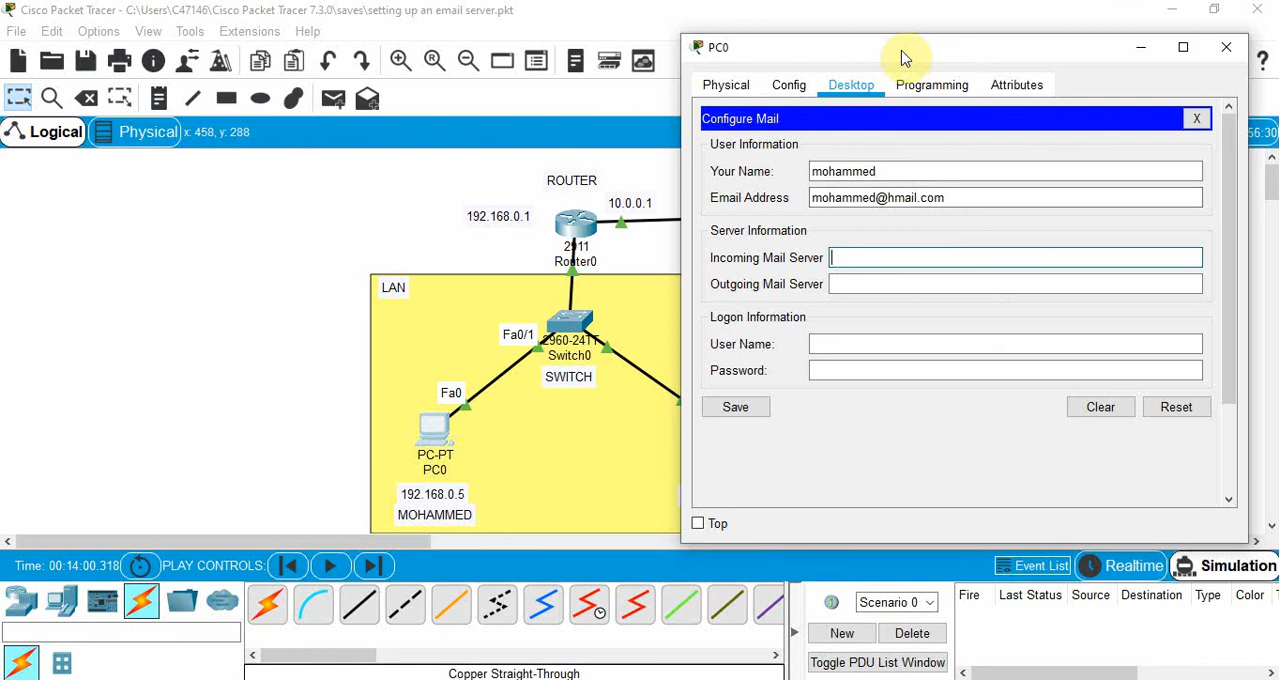 Cisco Packet Tracer - C:\Users\C47146\Cisco Packet Tracer 7.3.0\saves\setting up an email server.pkt
File Edit Options View Tools Extensions Help
Logical
Physical x: 458, y: 288
56:30
ROUTER
192.168.0.1
10.0.0.1
2911
Router0
LAN
Fa0/1
2960-24TT
Switch0
SWITCH
Fa0
PC-PT
PC0
192.168.0.5
MOHAMMED
PC0
Physical Config Desktop Programming Attributes
Configure Mail X
User Information
Your Name: mohammed
Email Address mohammed@hmail.com
Server Information
Incoming Mail Server
Outgoing Mail Server
Logon Information
User Name:
Password:
Save Clear Reset
Top
Time: 00:14:00.318 PLAY CONTROLS: Event List Realtime Simulation
Scenario 0
New Delete
Toggle PDU List Window
Fire Last Status Source Destination Type Color
Copper Straight-Through